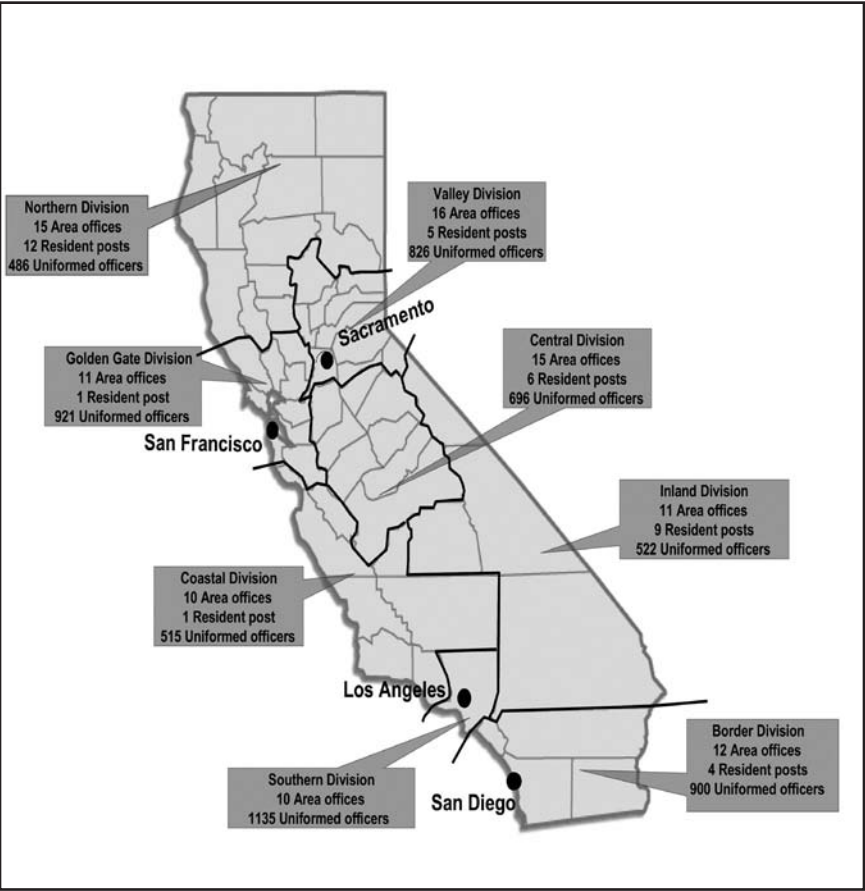 Northern Division
15 Area offices
12 Resident posts
486 Uniformed officers
Valley Division
16 Area offices
5 Resident posts
826 Uniformed officers
Sacramento
Golden Gate Division
11 Area offices
1 Resident post
921 Uniformed officers
Central Division
15 Area offices
6 Resident posts
696 Uniformed officers
San Francisco
Inland Division
11 Area offices
9 Resident posts
522 Uniformed officers
Coastal Division
10 Area offices
1 Resident post
515 Uniformed officers
Los Angeles
Border Division
12 Area offices
4 Resident posts
900 Uniformed officers
Southern Division
10 Area offices
1135 Uniformed officers
San Diego